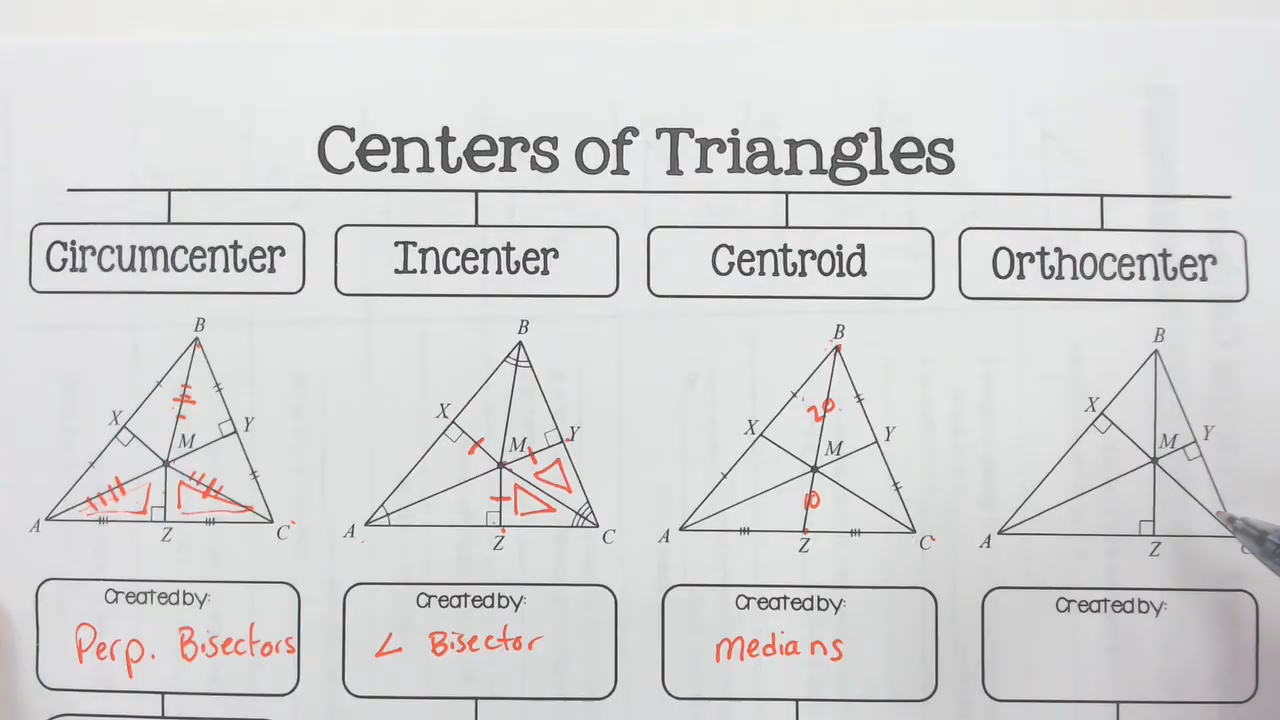 Centers of Triangles
Circumcenter
Incenter
Centroid
Orthocenter
B
X
Y
M
A
Z
C
B
X
Y
M
A
Z
C
B
20
X
Y
M
10
A
Z
C
B
X
Y
M
A
Z
C
Created by:
Perp. Bisectors
Created by:
∠ Bisector
Created by:
Medians
Created by: